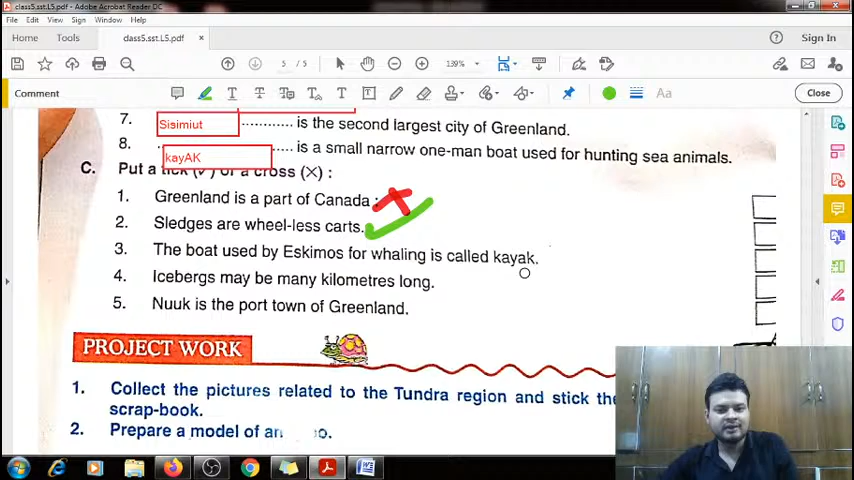 class5.sst.L5.pdf - Adobe Acrobat Reader DC
File Edit View Sign Window Help
Home Tools class5.sst.L5.pdf × Sign In
5 / 5 139%
Comment Aa Close
7. Sisimiut ............ is the second largest city of Greenland.
8. kayAK ...... is a small narrow one-man boat used for hunting sea animals.
C. Put a tick (✓) or a cross (×) :
1. Greenland is a part of Canada :
2. Sledges are wheel-less carts.
3. The boat used by Eskimos for whaling is called kayak.
4. Icebergs may be many kilometres long.
5. Nuuk is the port town of Greenland.
PROJECT WORK
1. Collect the pictures related to the Tundra region and stick the
scrap-book.
2. Prepare a model of an